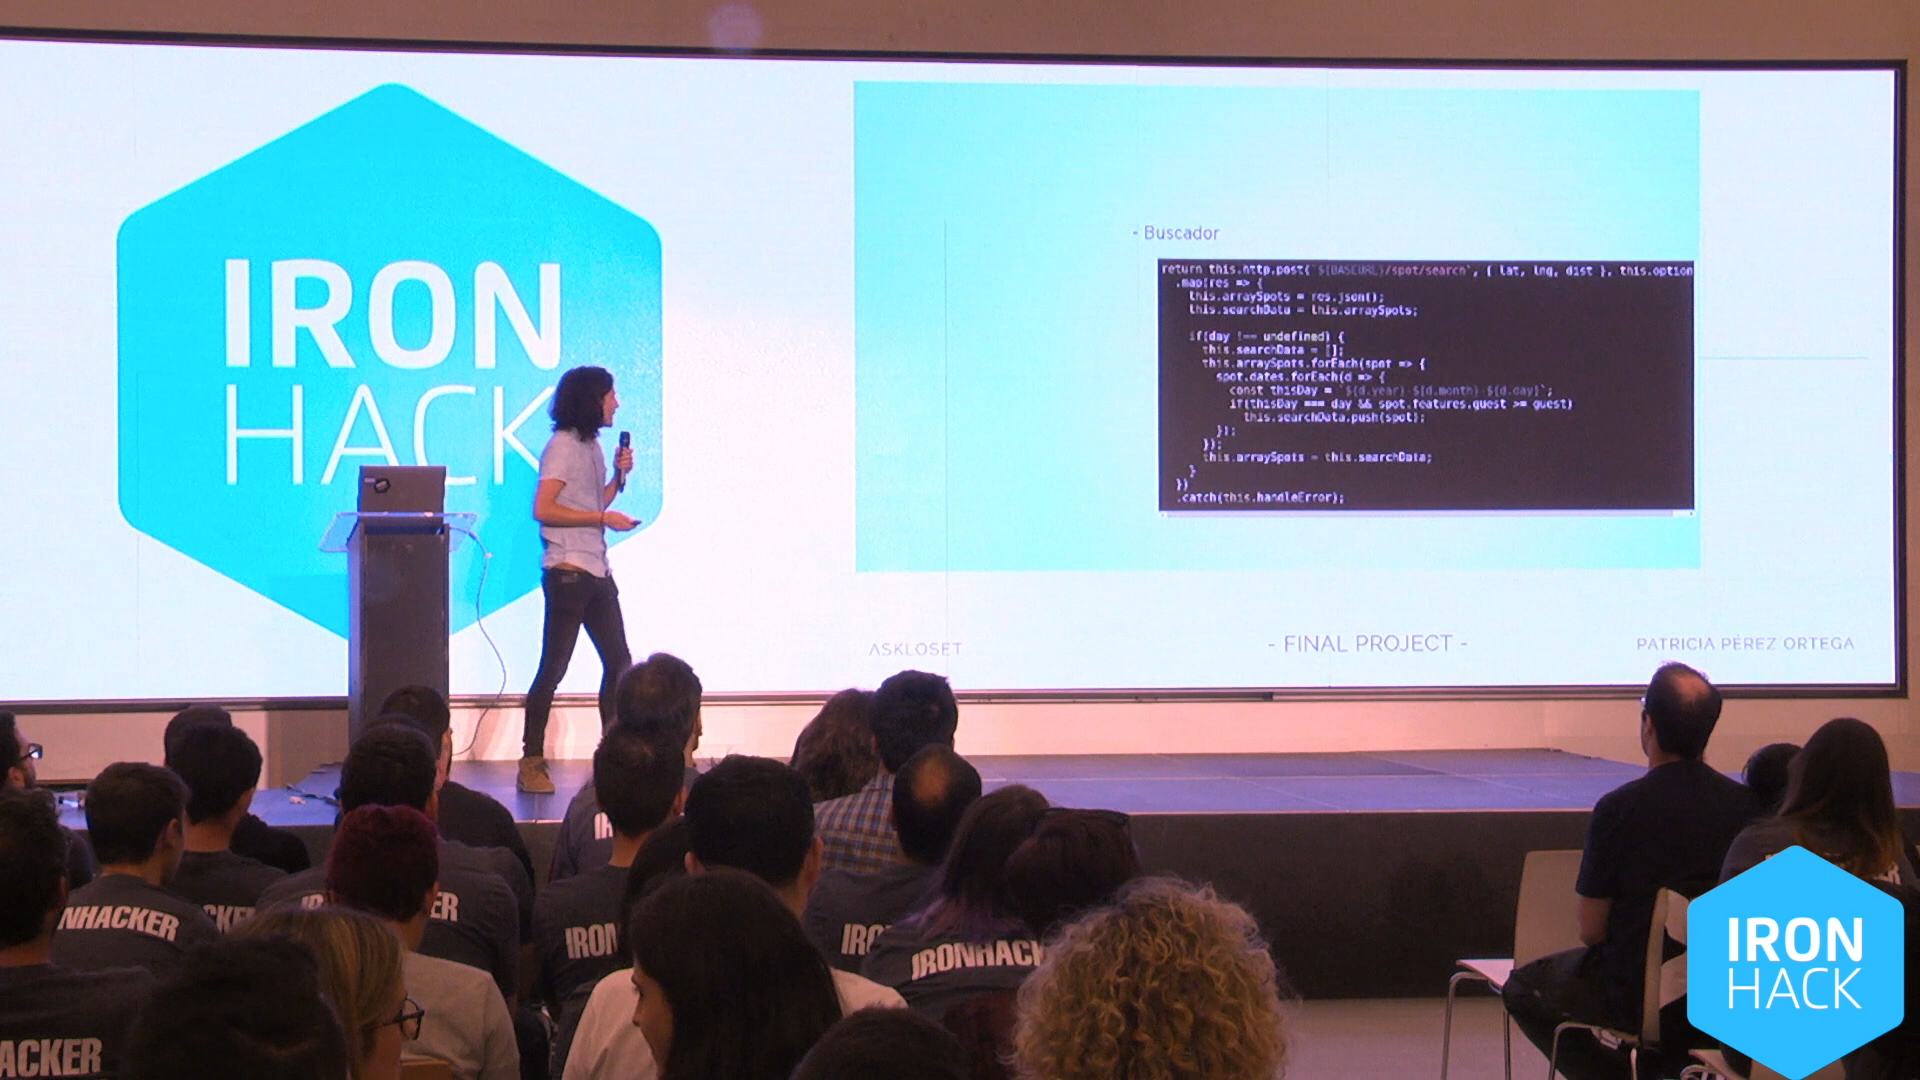 IRON
HACK
- Buscador
return this.http.post(`${BASEURL}/spot/search`, { lat, lng, dist }, this.option
.map(res => {
this.arraySpots = res.json();
this.searchData = this.arraySpots;
if(day !== undefined) {
this.searchData = [];
this.arraySpots.forEach(spot => {
spot.dates.forEach(d => {
const thisDay = `${d.year}-${d.month}-${d.day}`;
if(thisDay === day && spot.features.guest >= guest)
this.searchData.push(spot);
});
});
this.arraySpots = this.searchData;
}
})
.catch(this.handleError);
ASKLOSET
- FINAL PROJECT -
PATRICIA PÉREZ ORTEGA
NHACKER
ER
IRON
IRONHACK
ACKER
IRON
HACK